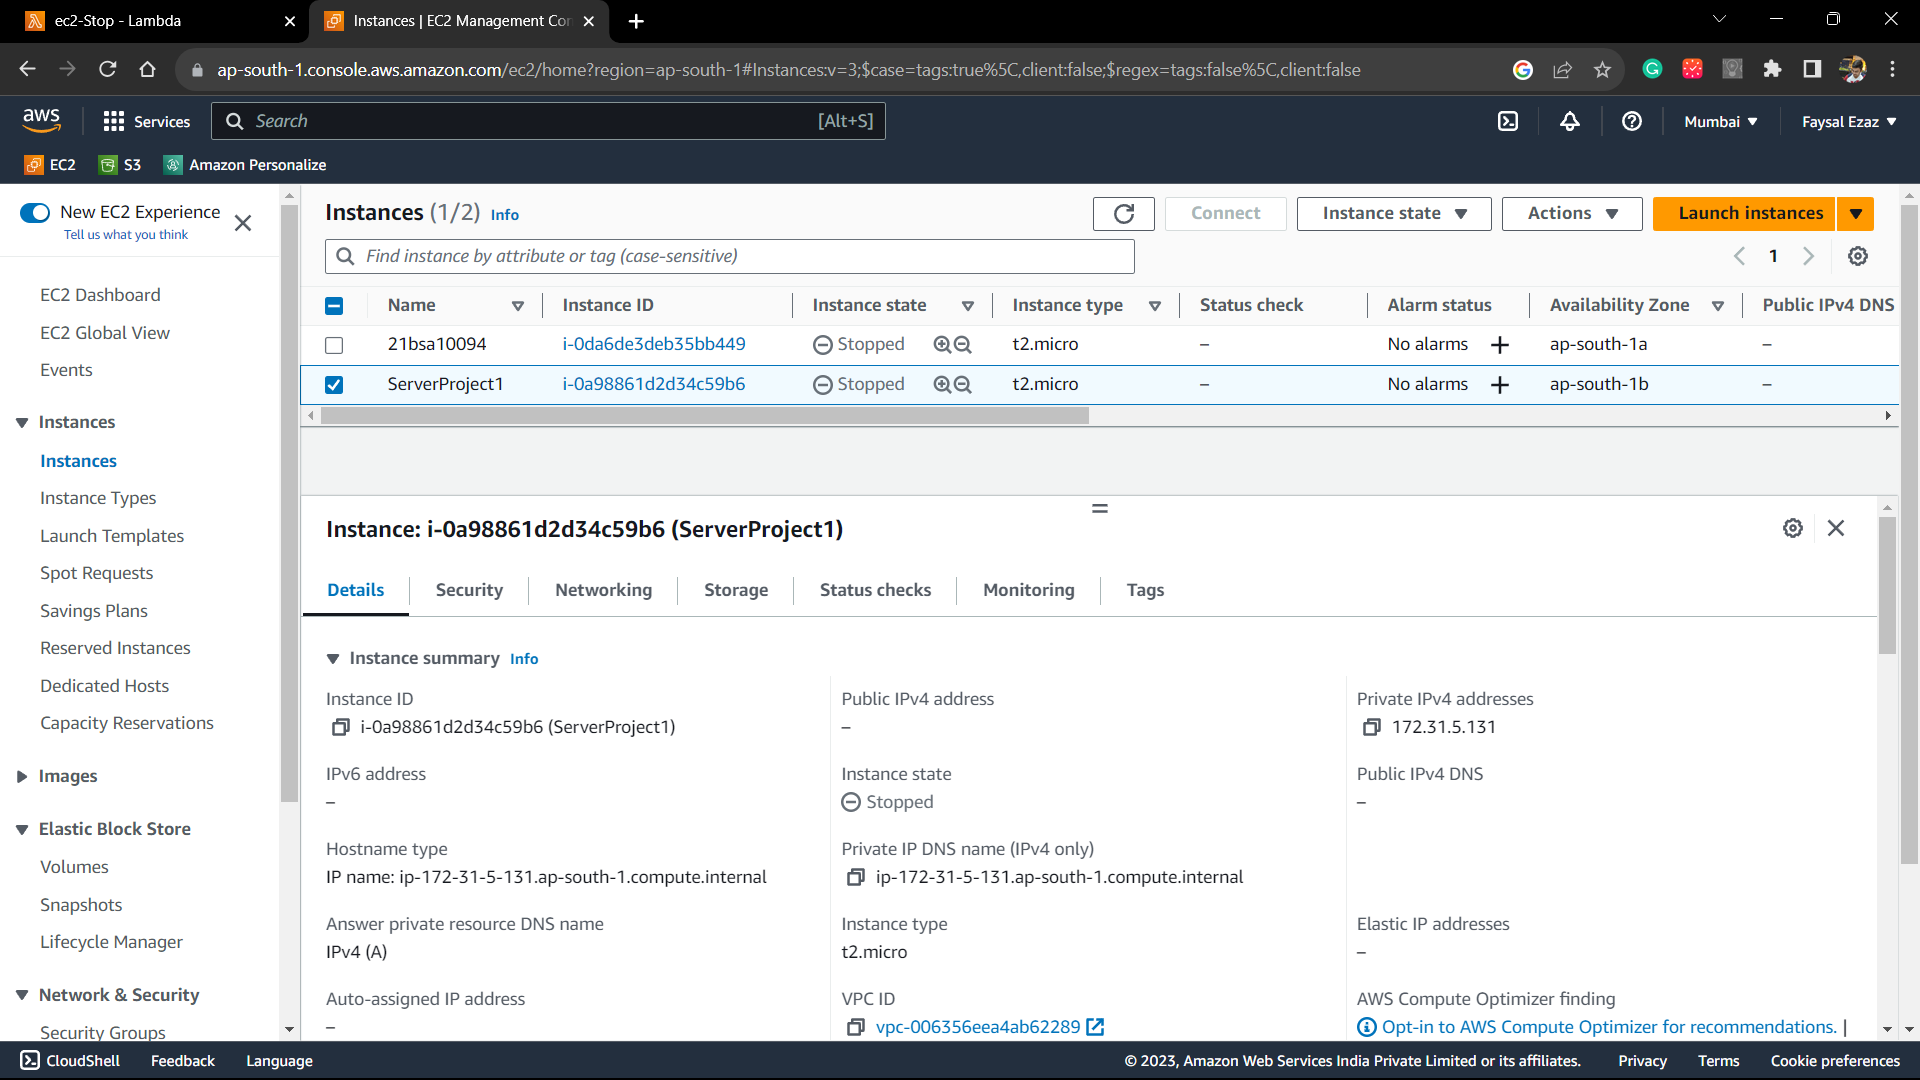 ec2-Stop - Lambda
Instances | EC2 Management Con
ap-south-1.console.aws.amazon.com/ec2/home?region=ap-south-1#Instances:v=3;$case=tags:true%5C,client:false;$regex=tags:false%5C,client:false
aws Services Search [Alt+S] Mumbai ▼ Faysal Ezaz ▼
EC2 S3 Amazon Personalize
New EC2 Experience
Tell us what you think
EC2 Dashboard
EC2 Global View
Events
Instances
Instances
Instance Types
Launch Templates
Spot Requests
Savings Plans
Reserved Instances
Dedicated Hosts
Capacity Reservations
Images
Elastic Block Store
Volumes
Snapshots
Lifecycle Manager
Network & Security
Security Groups
Instances (1/2) Info Connect Instance state Actions Launch instances
Find instance by attribute or tag (case-sensitive) 1
Name Instance ID Instance state Instance type Status check Alarm status Availability Zone Public IPv4 DNS
21bsa10094 i-0da6de3deb35bb449 Stopped t2.micro – No alarms + ap-south-1a –
ServerProject1 i-0a98861d2d34c59b6 Stopped t2.micro – No alarms + ap-south-1b –
Instance: i-0a98861d2d34c59b6 (ServerProject1)
Details Security Networking Storage Status checks Monitoring Tags
Instance summary Info
Instance ID Public IPv4 address Private IPv4 addresses
i-0a98861d2d34c59b6 (ServerProject1) – 172.31.5.131
IPv6 address Instance state Public IPv4 DNS
– Stopped –
Hostname type Private IP DNS name (IPv4 only)
IP name: ip-172-31-5-131.ap-south-1.compute.internal ip-172-31-5-131.ap-south-1.compute.internal
Answer private resource DNS name Instance type Elastic IP addresses
IPv4 (A) t2.micro –
Auto-assigned IP address VPC ID AWS Compute Optimizer finding
– vpc-006356eea4ab62289 Opt-in to AWS Compute Optimizer for recommendations. |
CloudShell Feedback Language © 2023, Amazon Web Services India Private Limited or its affiliates. Privacy Terms Cookie preferences